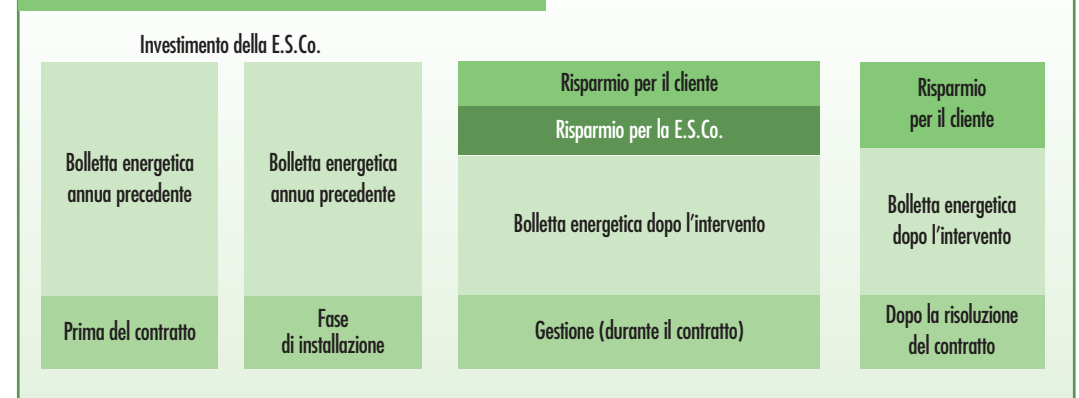 Investimento della E.S.Co.
Bolletta energetica
annua precedente
Prima del contratto
Bolletta energetica
annua precedente
Fase
di installazione
Risparmio per il cliente
Risparmio per la E.S.Co.
Bolletta energetica dopo l'intervento
Gestione (durante il contratto)
Risparmio
per il cliente
Bolletta energetica
dopo l'intervento
Dopo la risoluzione
del contratto